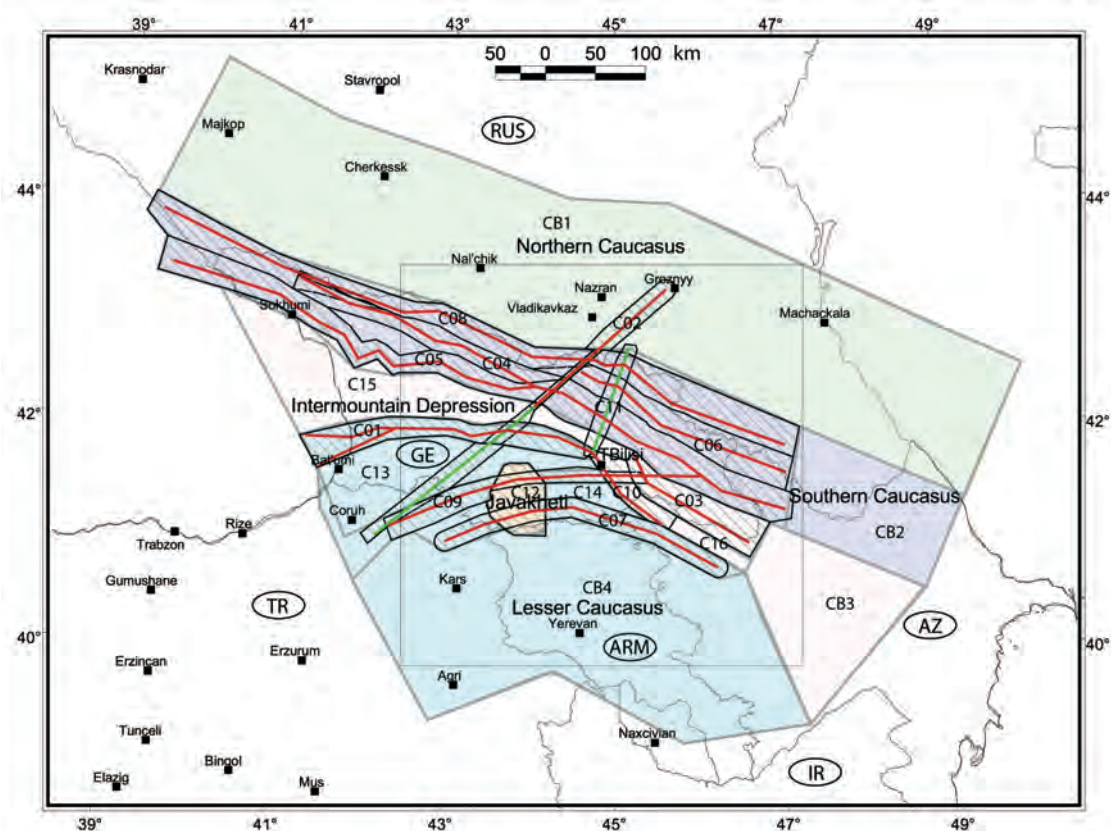 39° 41° 43° 45° 47° 49°
50 0 50 100 km
Krasnodar
Stavropol
RUS
Majkop
Cherkessk
44° 44°
CB1
Northern Caucasus
Nal'chik
Nazran
Groznyy
Vladikavkaz
Machackala
Sokhumi
C02
C08
C05
C04
C15
Intermountain Depression
C11
42° 42°
C01
C06
GE
TBilisi
Bat'umi
C13
Southern Caucasus
C12
C14
C10
C03
C09
Javakheti
Coruh
C07
CB2
C16
Rize
Trabzon
Gumushane
Kars
CB4
CB3
TR
Lesser Caucasus
AZ
Yerevan
40° 40°
ARM
Erzurum
Erzincan
Agri
Tunceli
Naxcivian
IR
Bingol
Elazig
Mus
39° 41° 43° 45° 47° 49°